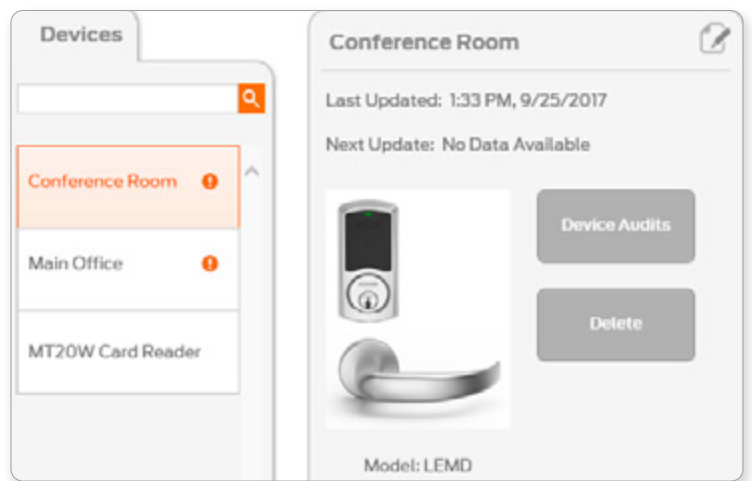 Devices
Conference Room
Main Office
MT20W Card Reader
Conference Room
Last Updated: 1:33 PM, 9/25/2017
Next Update: No Data Available
Device Audits
Delete
Model: LEMD